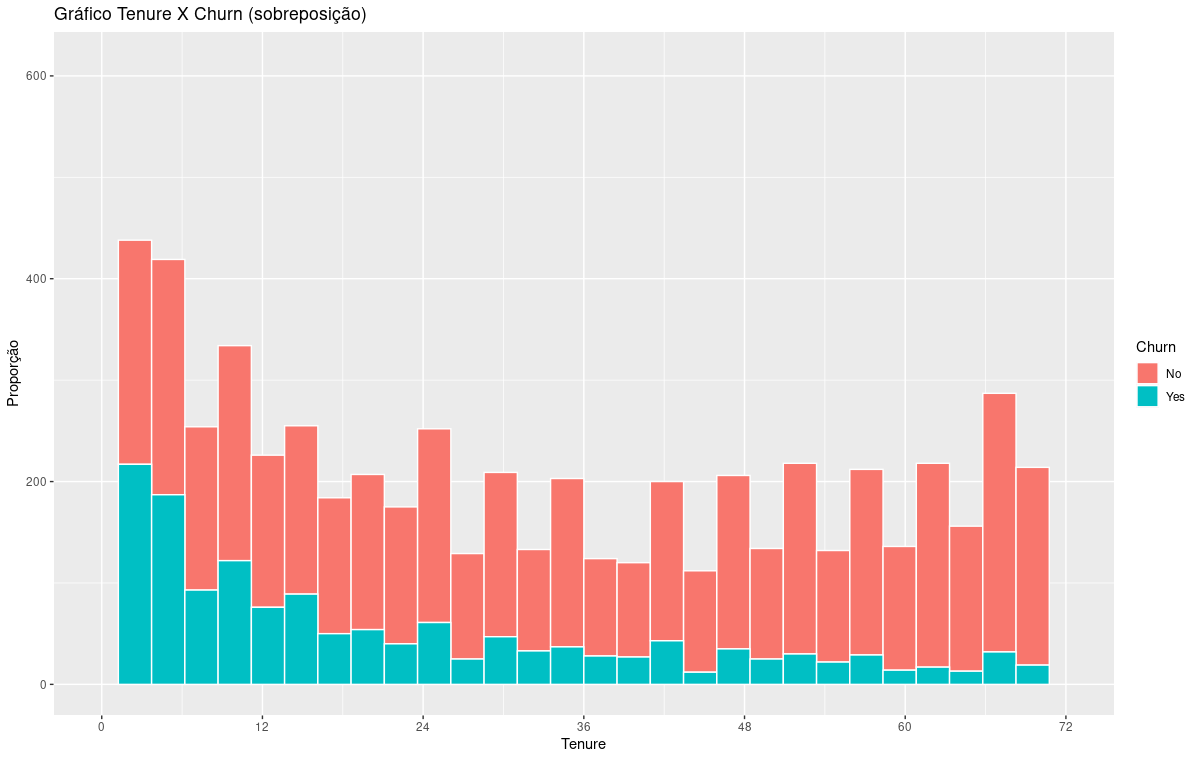 Gráfico Tenure X Churn (sobreposição)
Proporção
600
400
200
0
0 12 24 36 48 60 72
Tenure
Churn
No
Yes